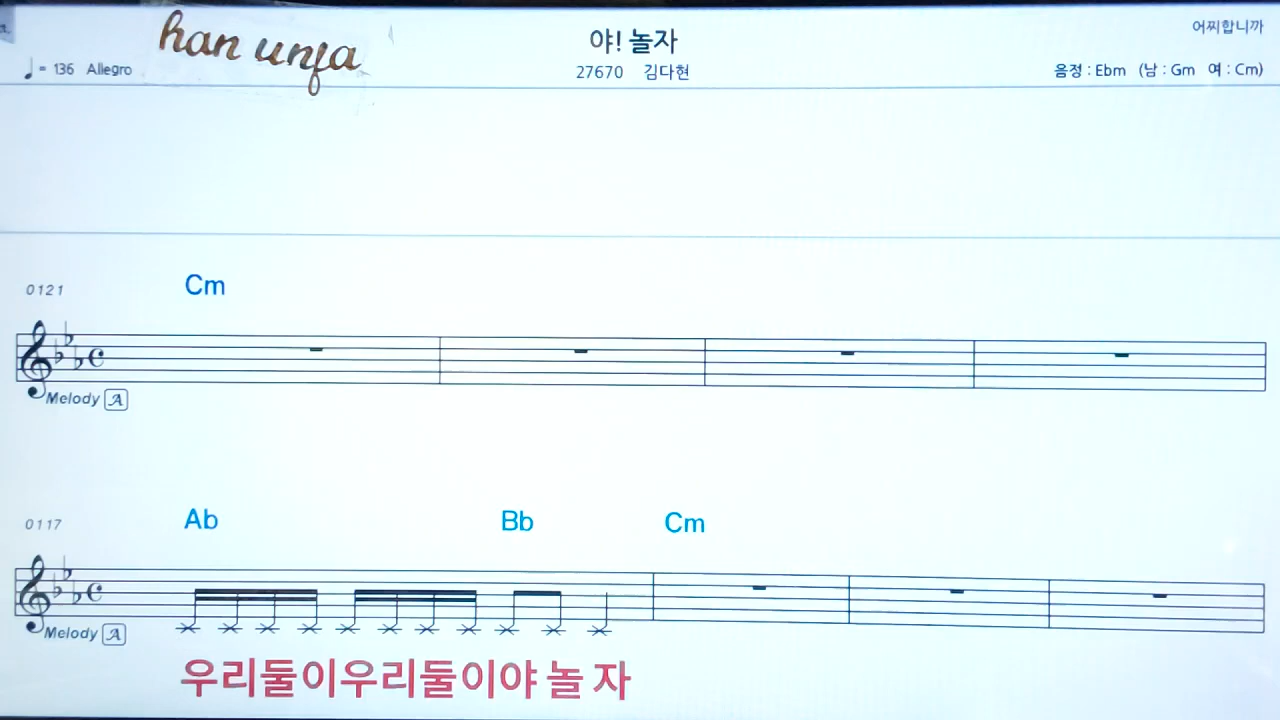 han unfa
야! 놀자
어찌합니까
♩= 136 Allegro
27670 김다현
음정 : Ebm (남 : Gm 여 : Cm)
0121
Cm
Melody A
0117
Ab Bb Cm
Melody A
우리둘이우리둘이야 놀 자